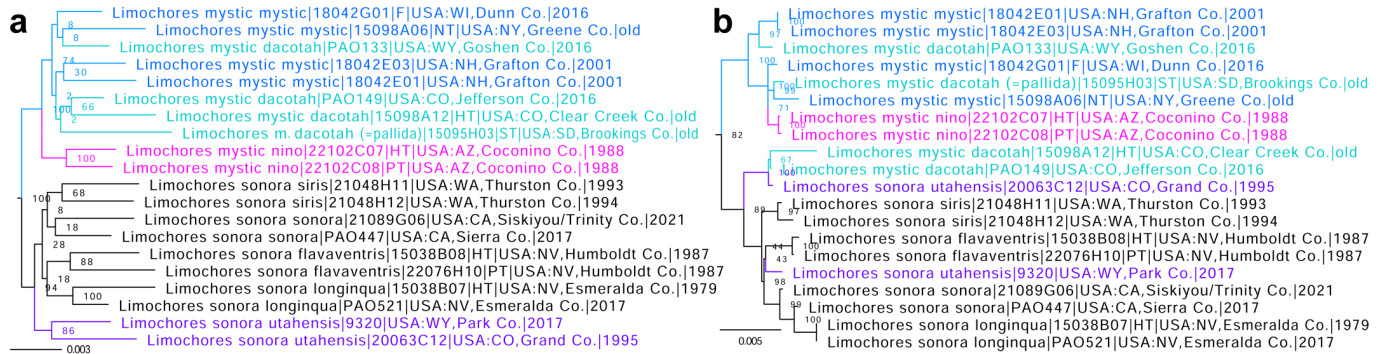 a
Limochores mystic mystic|18042G01|F|USA:WI, Dunn Co.|2016
8
Limochores mystic mystic|15098A06|NT|USA:NY, Greene Co.|old
8
Limochores mystic dacotah|PAO133|USA:WY, Goshen Co.|2016
74
Limochores mystic mystic|18042E03|USA:NH, Grafton Co.|2001
30
Limochores mystic mystic|18042E01|USA:NH, Grafton Co.|2001
2
Limochores mystic dacotah|PAO149|USA:CO, Jefferson Co.|2016
100
66
Limochores mystic dacotah|15098A12|HT|USA:CO, Clear Creek Co.|old
2
Limochores m. dacotah (=pallida)|15095H03|ST|USA:SD, Brookings Co.|old
Limochores mystic nino|22102C07|HT|USA:AZ, Coconino Co.|1988
100
Limochores mystic nino|22102C08|PT|USA:AZ, Coconino Co.|1988
Limochores sonora siris|21048H11|USA:WA, Thurston Co.|1993
68
100
Limochores sonora siris|21048H12|USA:WA, Thurston Co.|1994
8
Limochores sonora sonora|21089G06|USA:CA, Siskiyou/Trinity Co.|2021
18
Limochores sonora sonora|PAO447|USA:CA, Sierra Co.|2017
28
Limochores sonora flavaventris|15038B08|HT|USA:NV, Humboldt Co.|1987
88
Limochores sonora flavaventris|22076H10|PT|USA:NV, Humboldt Co.|1987
18
94
Limochores sonora longinqua|15038B07|HT|USA:NV, Esmeralda Co.|1979
100
Limochores sonora longinqua|PAO521|USA:NV, Esmeralda Co.|2017
Limochores sonora utahensis|9320|USA:WY, Park Co.|2017
86
Limochores sonora utahensis|20063C12|USA:CO, Grand Co.|1995
0.003
b
Limochores mystic mystic|18042E01|USA:NH, Grafton Co.|2001
100
Limochores mystic mystic|18042E03|USA:NH, Grafton Co.|2001
97
Limochores mystic dacotah|PAO133|USA:WY, Goshen Co.|2016
100
Limochores mystic mystic|18042G01|F|USA:WI, Dunn Co.|2016
Limochores mystic dacotah (=pallida)|15095H03|ST|USA:SD, Brookings Co.|old
100
99
Limochores mystic mystic|15098A06|NT|USA:NY, Greene Co.|old
71
Limochores mystic nino|22102C07|HT|USA:AZ, Coconino Co.|1988
100
Limochores mystic nino|22102C08|PT|USA:AZ, Coconino Co.|1988
82
Limochores mystic dacotah|15098A12|HT|USA:CO, Clear Creek Co.|old
67
Limochores mystic dacotah|PAO149|USA:CO, Jefferson Co.|2016
100
Limochores sonora utahensis|20063C12|USA:CO, Grand Co.|1995
Limochores sonora siris|21048H11|USA:WA, Thurston Co.|1993
89
97
Limochores sonora siris|21048H12|USA:WA, Thurston Co.|1994
Limochores sonora flavaventris|15038B08|HT|USA:NV, Humboldt Co.|1987
44
100
Limochores sonora flavaventris|22076H10|PT|USA:NV, Humboldt Co.|1987
43
Limochores sonora utahensis|9320|USA:WY, Park Co.|2017
98
Limochores sonora sonora|21089G06|USA:CA, Siskiyou/Trinity Co.|2021
99
Limochores sonora sonora|PAO447|USA:CA, Sierra Co.|2017
100
Limochores sonora longinqua|15038B07|HT|USA:NV, Esmeralda Co.|1979
Limochores sonora longinqua|PAO521|USA:NV, Esmeralda Co.|2017
0.005